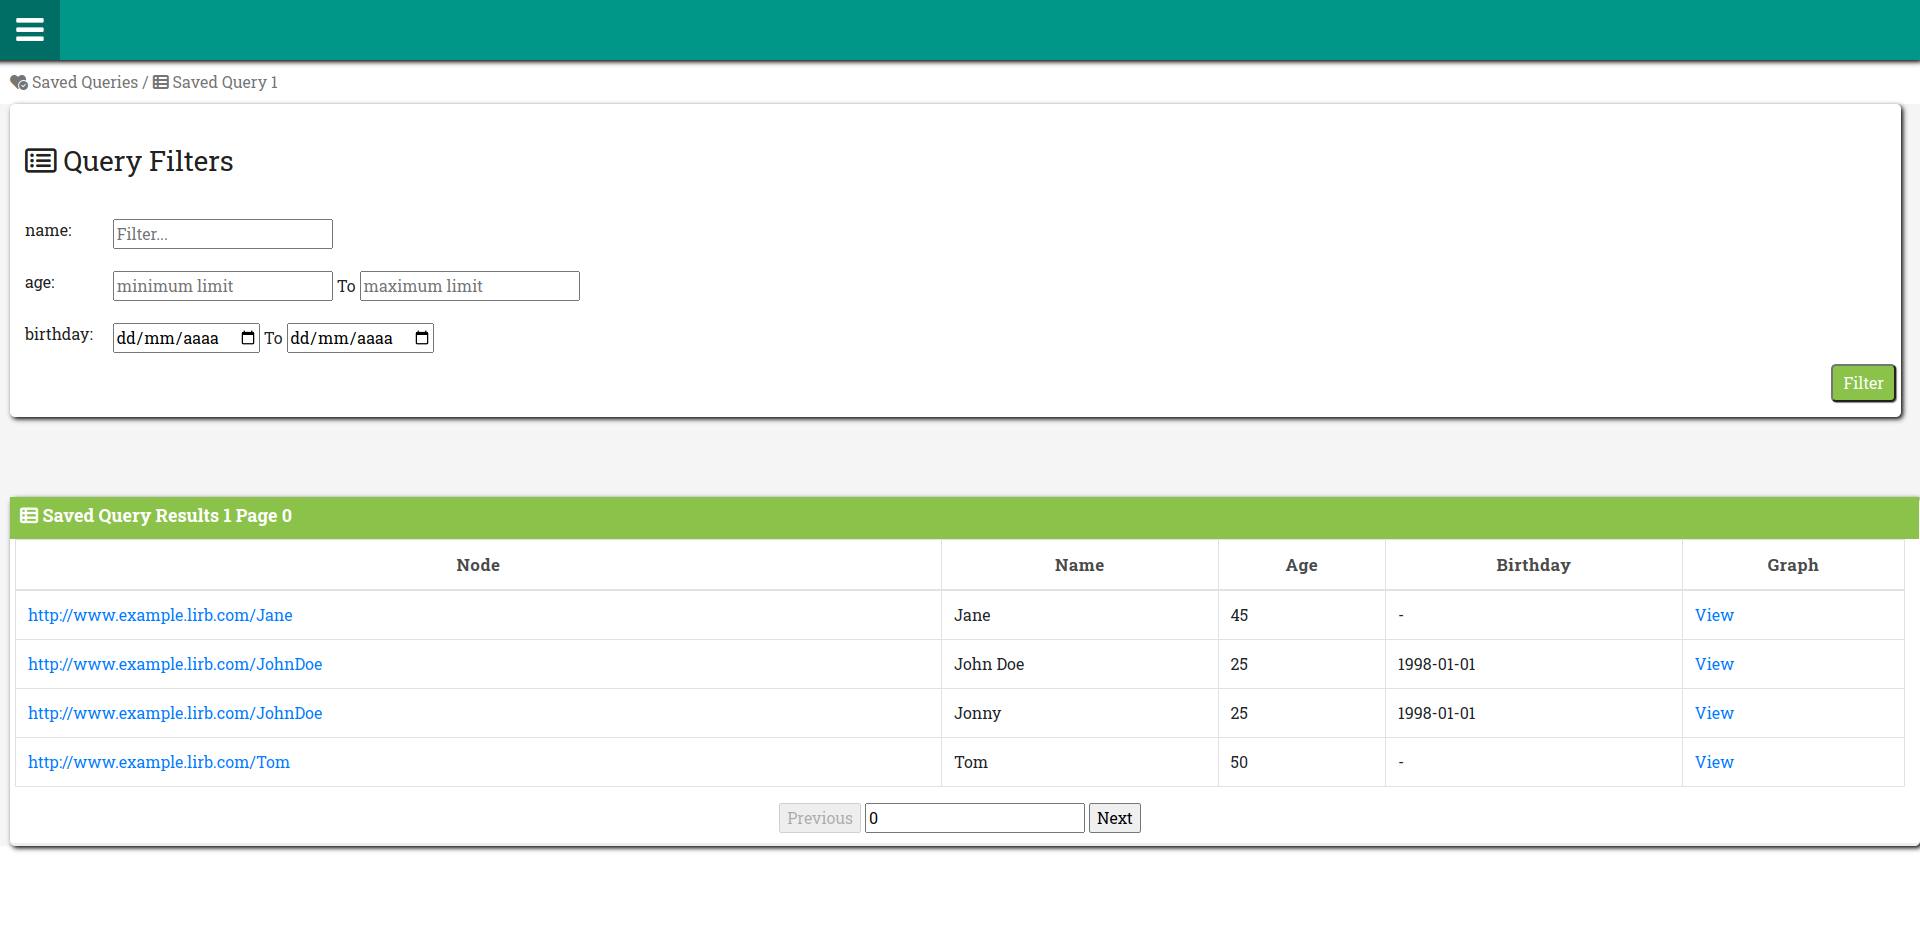 Saved Queries / Saved Query 1
Query Filters
name: Filter...
age: minimum limit To maximum limit
birthday: dd/mm/aaaa To dd/mm/aaaa
Filter
Saved Query Results 1 Page 0
Node Name Age Birthday Graph
http://www.example.lirb.com/Jane Jane 45 - View
http://www.example.lirb.com/JohnDoe John Doe 25 1998-01-01 View
http://www.example.lirb.com/JohnDoe Jonny 25 1998-01-01 View
http://www.example.lirb.com/Tom Tom 50 - View
Previous 0 Next